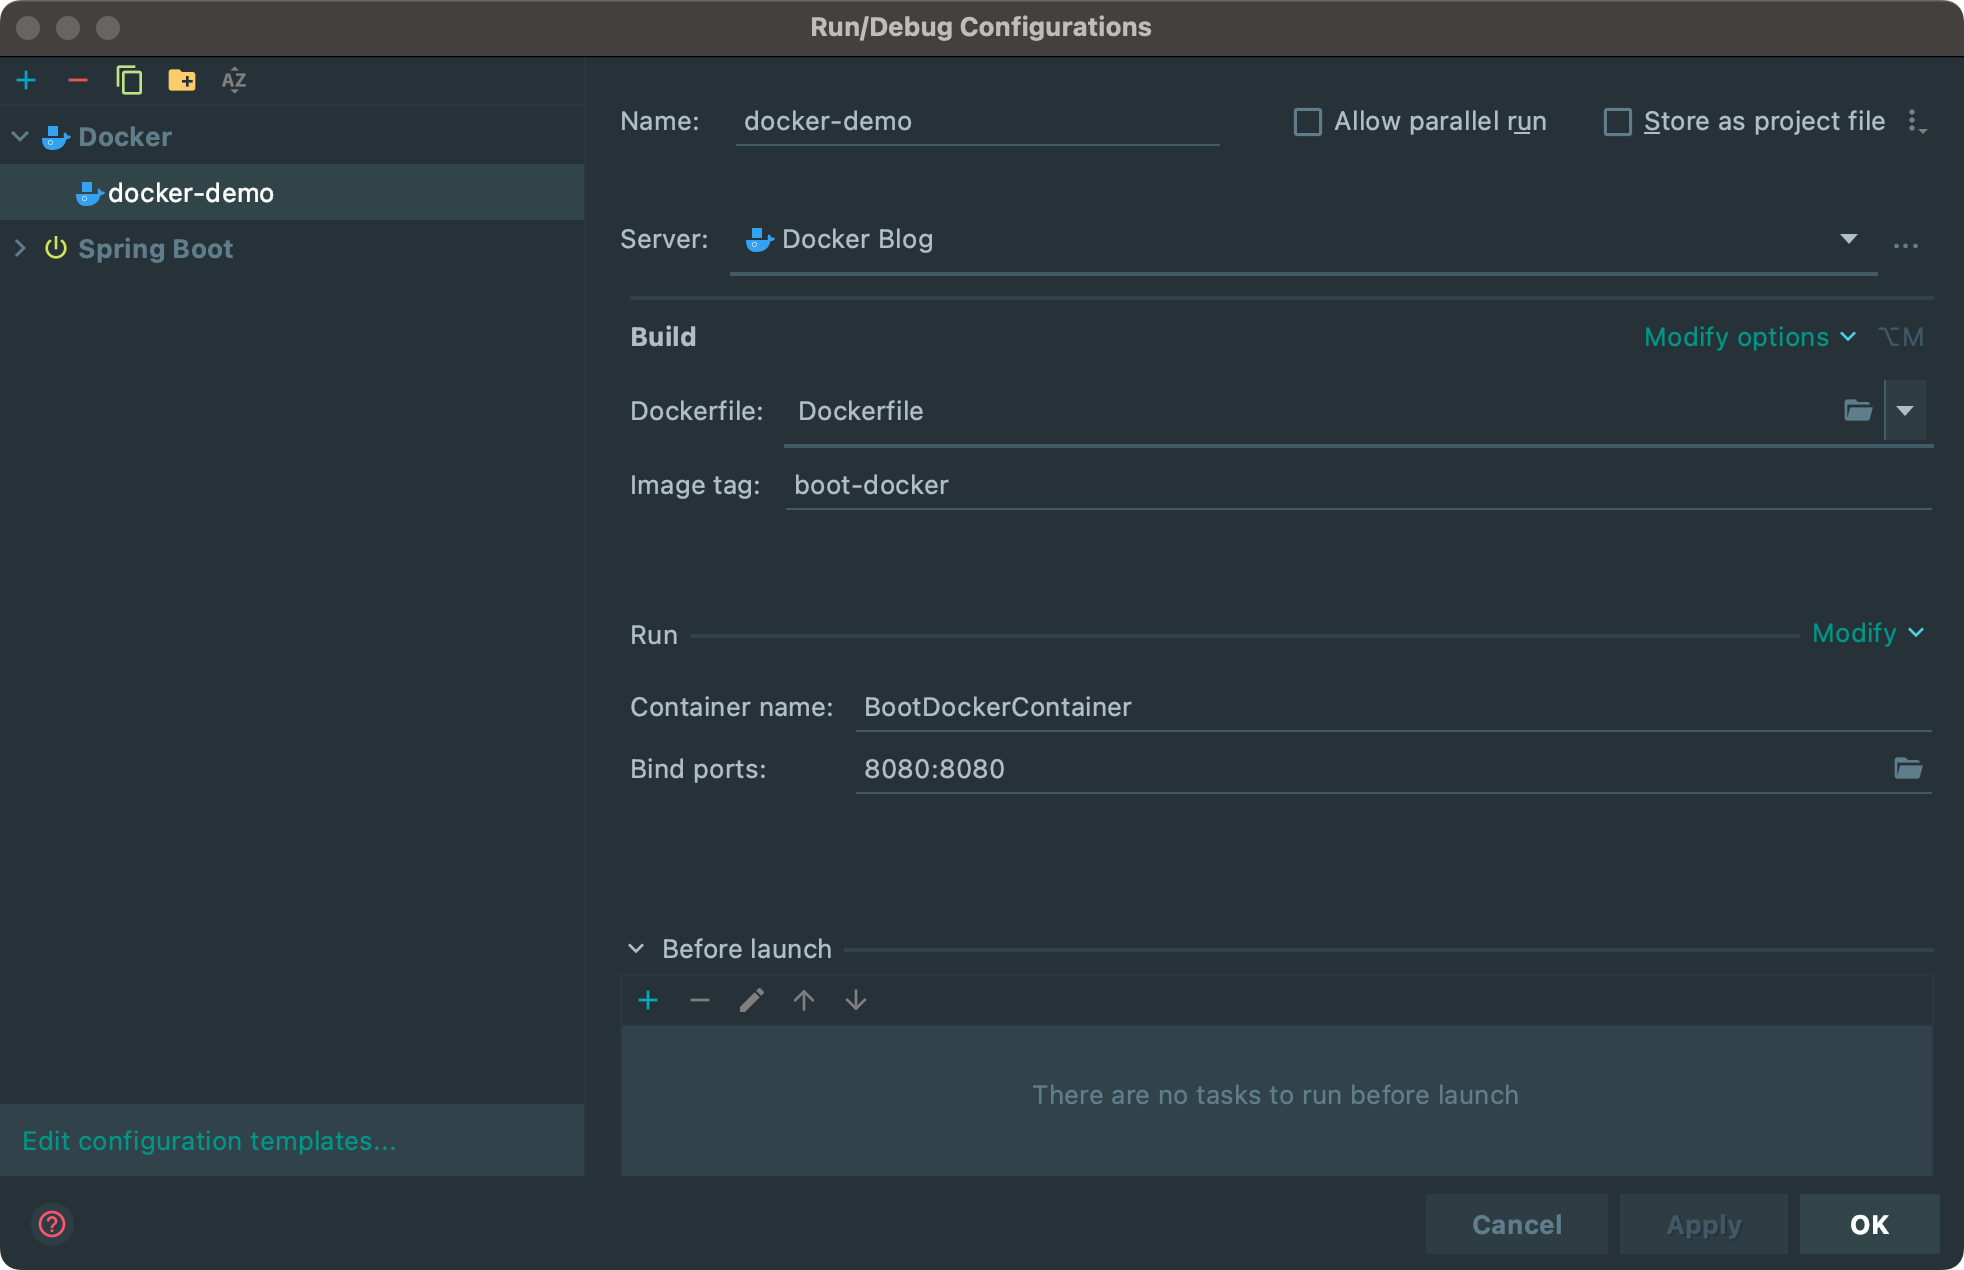 Run/Debug Configurations
AZ
Docker
docker-demo
Spring Boot
Edit configuration templates...
Name: docker-demo
Allow parallel run
Store as project file
Server: Docker Blog
...
Build
Modify options ⌥M
Dockerfile: Dockerfile
Image tag: boot-docker
Run
Modify
Container name: BootDockerContainer
Bind ports: 8080:8080
Before launch
There are no tasks to run before launch
?
Cancel
Apply
OK